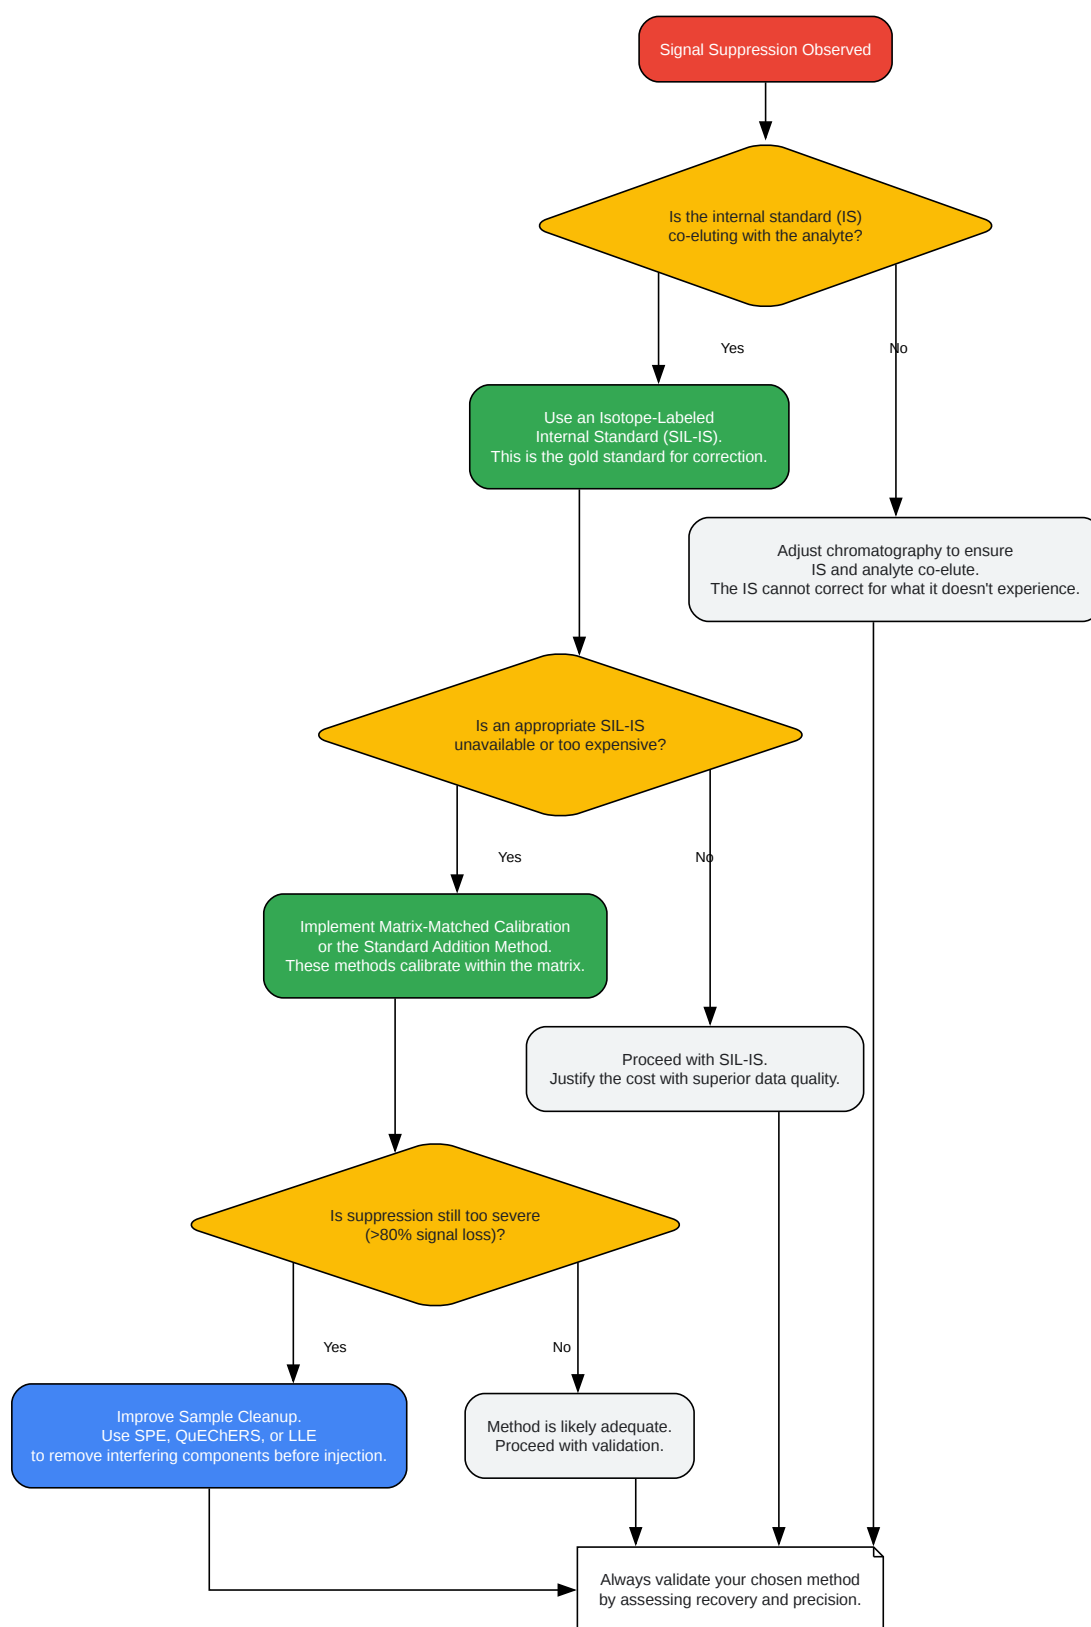 Signal Suppression Observed
Is the internal standard (IS)
co-eluting with the analyte?
Yes
No
Use an Isotope-Labeled
Internal Standard (SIL-IS).
This is the gold standard for correction.
Adjust chromatography to ensure
IS and analyte co-elute.
The IS cannot correct for what it doesn't experience.
Is an appropriate SIL-IS
unavailable or too expensive?
Yes
No
Implement Matrix-Matched Calibration
or the Standard Addition Method.
These methods calibrate within the matrix.
Proceed with SIL-IS.
Justify the cost with superior data quality.
Is suppression still too severe
(>80% signal loss)?
Yes
No
Improve Sample Cleanup.
Use SPE, QuEChERS, or LLE
to remove interfering components before injection.
Method is likely adequate.
Proceed with validation.
Always validate your chosen method
by assessing recovery and precision.